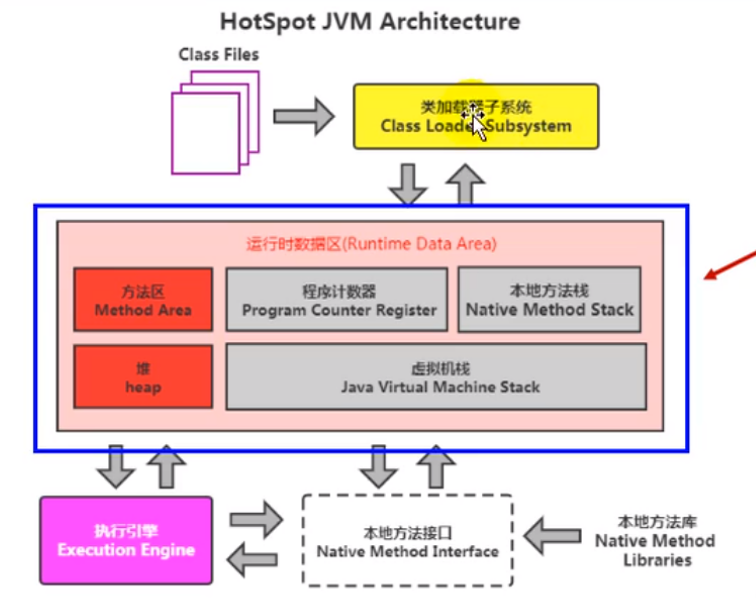 HotSpot JVM Architecture
Class Files
类加载器子系统
Class Loader Subsystem
运行时数据区(Runtime Data Area)
方法区
Method Area
程序计数器
Program Counter Register
本地方法栈
Native Method Stack
堆
heap
虚拟机栈
Java Virtual Machine Stack
执行引擎
Execution Engine
本地方法接口
Native Method Interface
本地方法库
Native Method
Libraries